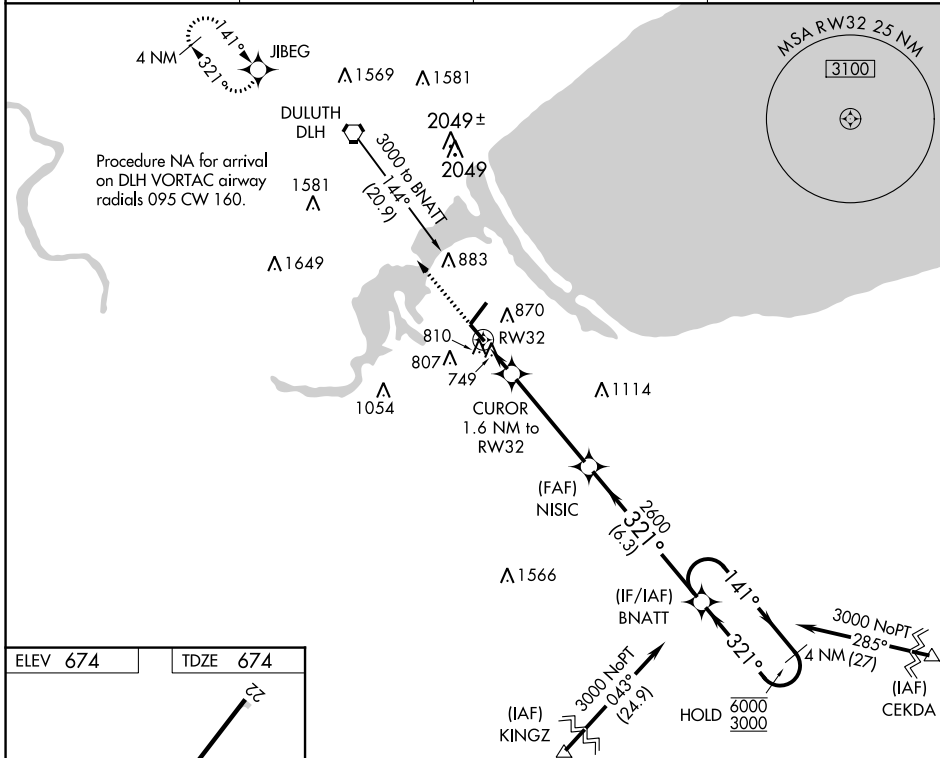 MSA RW32 25 NM
3100
4 NM
141°
321°
JIBEG
1569
1581
DULUTH
DLH
2049±
2049
3000 to BNATT
144°
(20.9)
Procedure NA for arrival
on DLH VORTAC airway
radials 095 CW 160.
1581
1649
883
870
810
RW32
807
749
1054
1114
CUROR
1.6 NM to
RW32
(FAF)
NISIC
2600
321°
(6.3)
1566
(IF/IAF)
BNATT
141°
321°
3000 NoPT
285°
4 NM
(27)
(IAF)
CEKDA
3000 NoPT
043°
(24.9)
(IAF)
KINGZ
HOLD
6000
3000
ELEV 674
TDZE 674
22